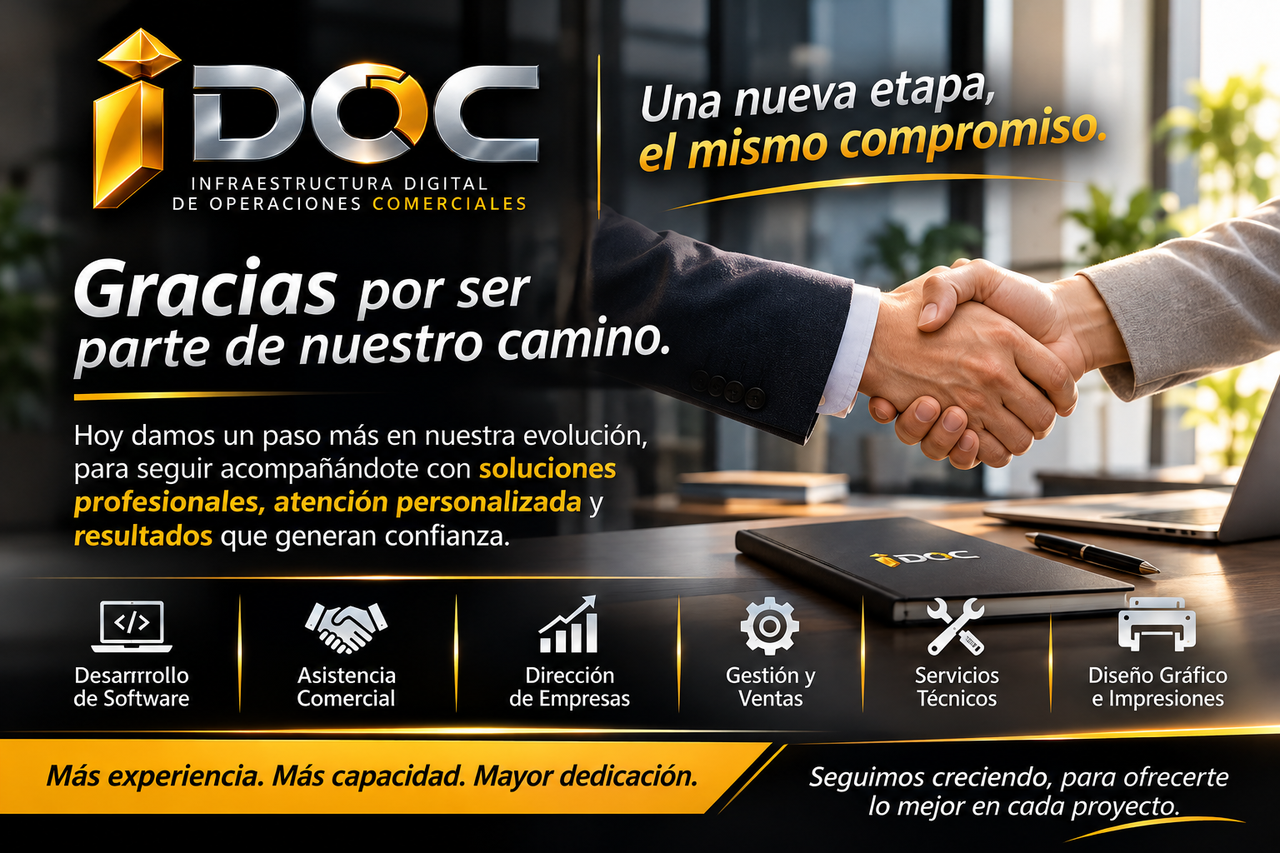 iDOC
INFRAESTRUCTURA DIGITAL
DE OPERACIONES COMERCIALES
Una nueva etapa,
el mismo compromiso.
Gracias por ser
parte de nuestro camino.
Hoy damos un paso más en nuestra evolución,
para seguir acompañándote con soluciones
profesionales, atención personalizada y
resultados que generan confianza.
iDOC
</>
Desarrrollo
de Software
Asistencia
Comercial
Dirección
de Empresas
Gestión y
Ventas
Servicios
Técnicos
Diseño Gráfico
e Impresiones
Más experiencia. Más capacidad. Mayor dedicación.
Seguimos creciendo, para ofrecerte
lo mejor en cada proyecto.